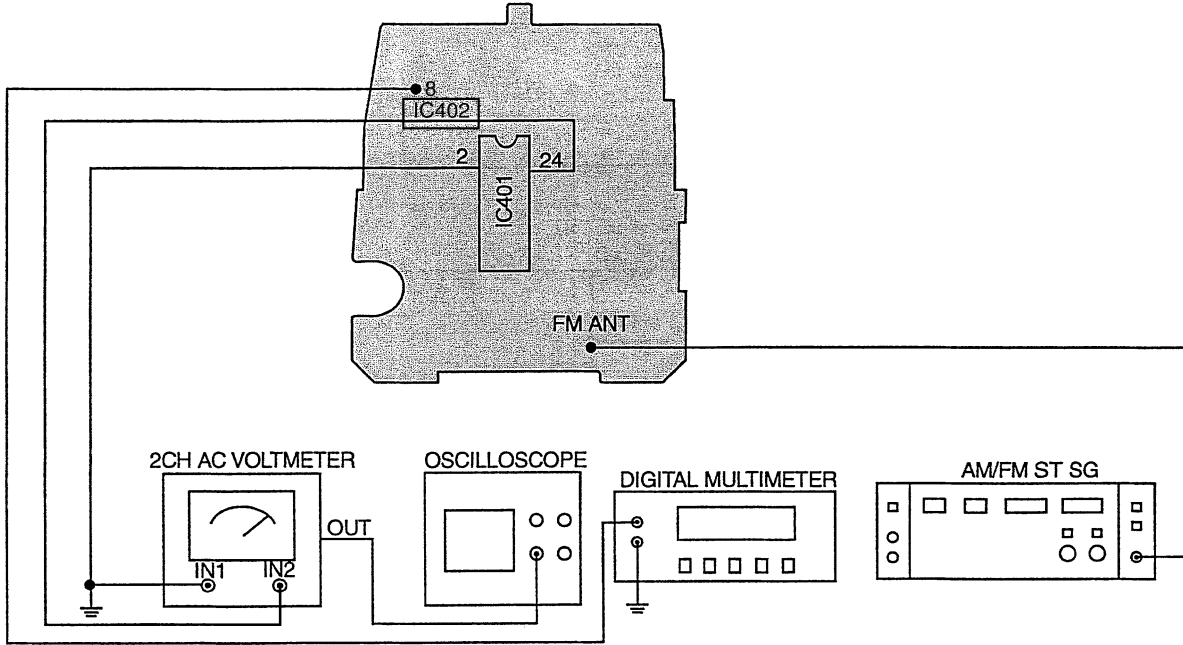 8
IC402
2
24
IC401
FM ANT
2CH AC VOLTMETER
OSCILLOSCOPE
DIGITAL MULTIMETER
AM/FM ST SG
OUT
IN1
IN2